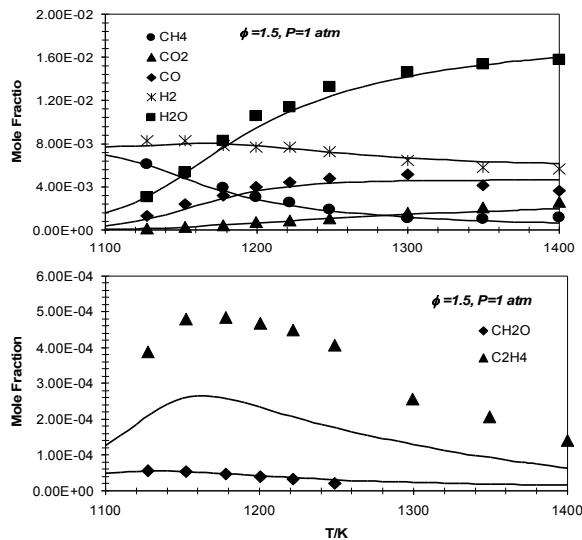 2.00E-02
1.60E-02
1.20E-02
8.00E-03
4.00E-03
0.00E+00
Mole Fractio
ϕ =1.5, P=1 atm
CH4
CO2
CO
H2
H2O
1100
1200
1300
1400
6.00E-04
5.00E-04
4.00E-04
3.00E-04
2.00E-04
1.00E-04
0.00E+00
Mole Fraction
ϕ =1.5, P=1 atm
CH2O
C2H4
1100
1200
1300
1400
T/K